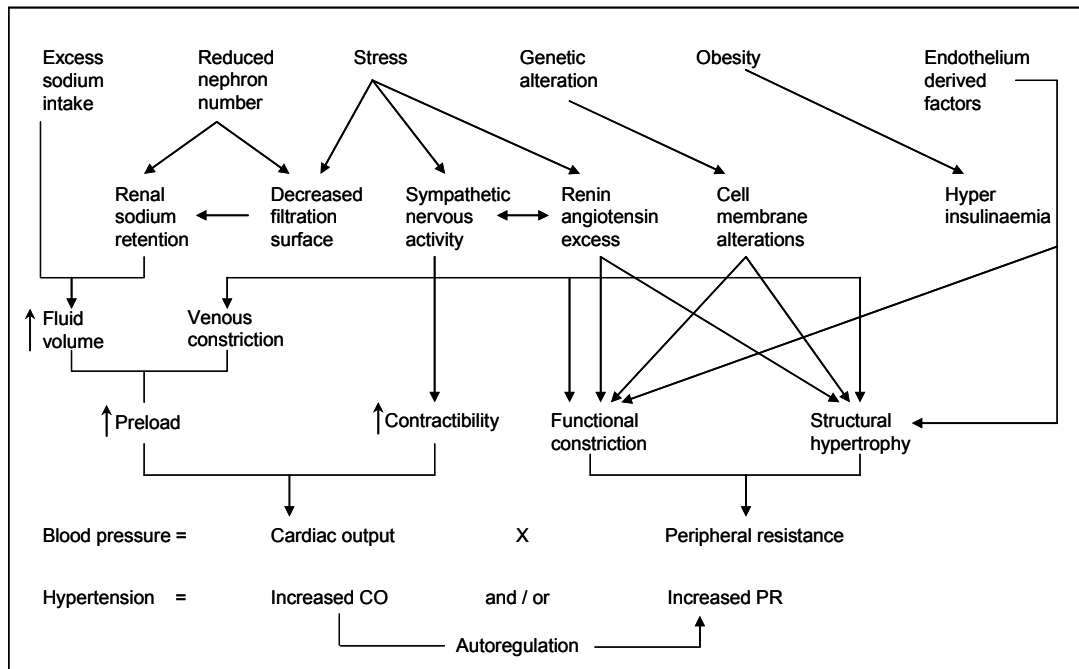 Excess
sodium
intake
Reduced
nephron
number
Stress
Genetic
alteration
Obesity
Endothelium
derived
factors
Renal
sodium
retention
Decreased
filtration
surface
Sympathetic
nervous
activity
Renin
angiotensin
excess
Cell
membrane
alterations
Hyper
insulinaemia
Fluid
volume
Venous
constriction
Preload
Contractibility
Functional
constriction
Structural
hypertrophy
Blood pressure = Cardiac output X Peripheral resistance
Hypertension = Increased CO and / or Increased PR
Autoregulation